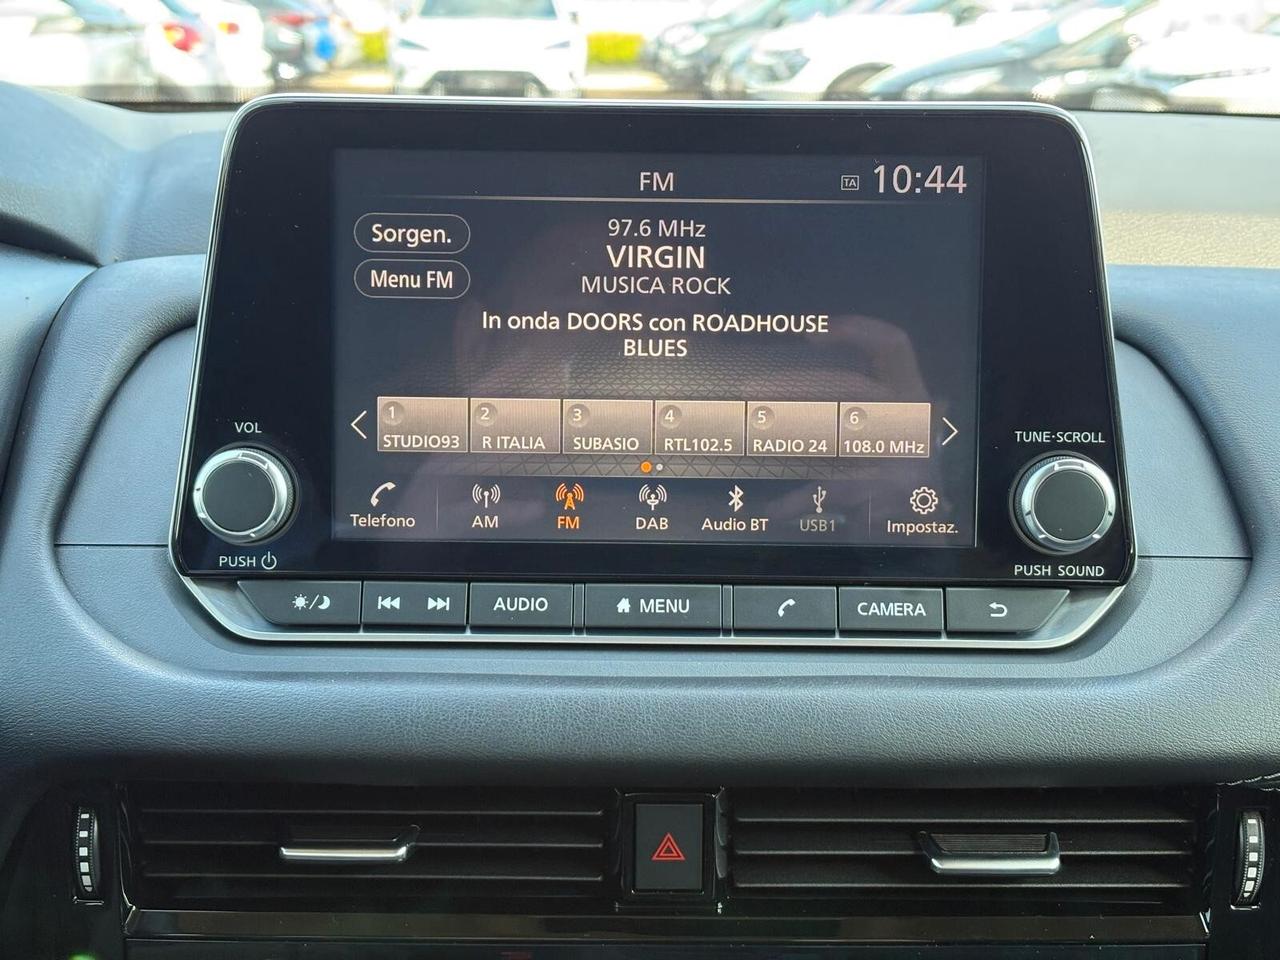 FM
TA 10:44
Sorgen.
Menu FM
97.6 MHz
VIRGIN
MUSICA ROCK
In onda DOORS con ROADHOUSE
BLUES
1 2 3 4 5 6
STUDIO93 R ITALIA SUBASIO RTL102.5 RADIO 24 108.0 MHz
Telefono AM FM DAB Audio BT USB1 Impostaz.
VOL
PUSH
TUNE·SCROLL
PUSH SOUND
AUDIO MENU CAMERA